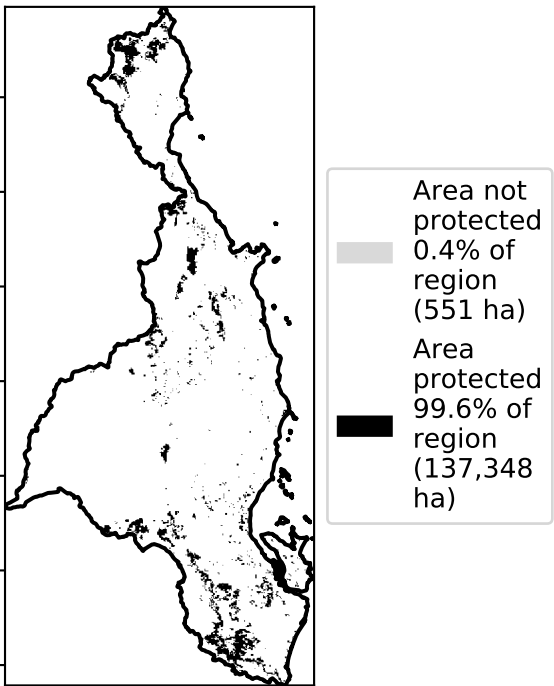 Area not
protected
0.4% of
region
(551 ha)
Area
protected
99.6% of
region
(137,348
ha)